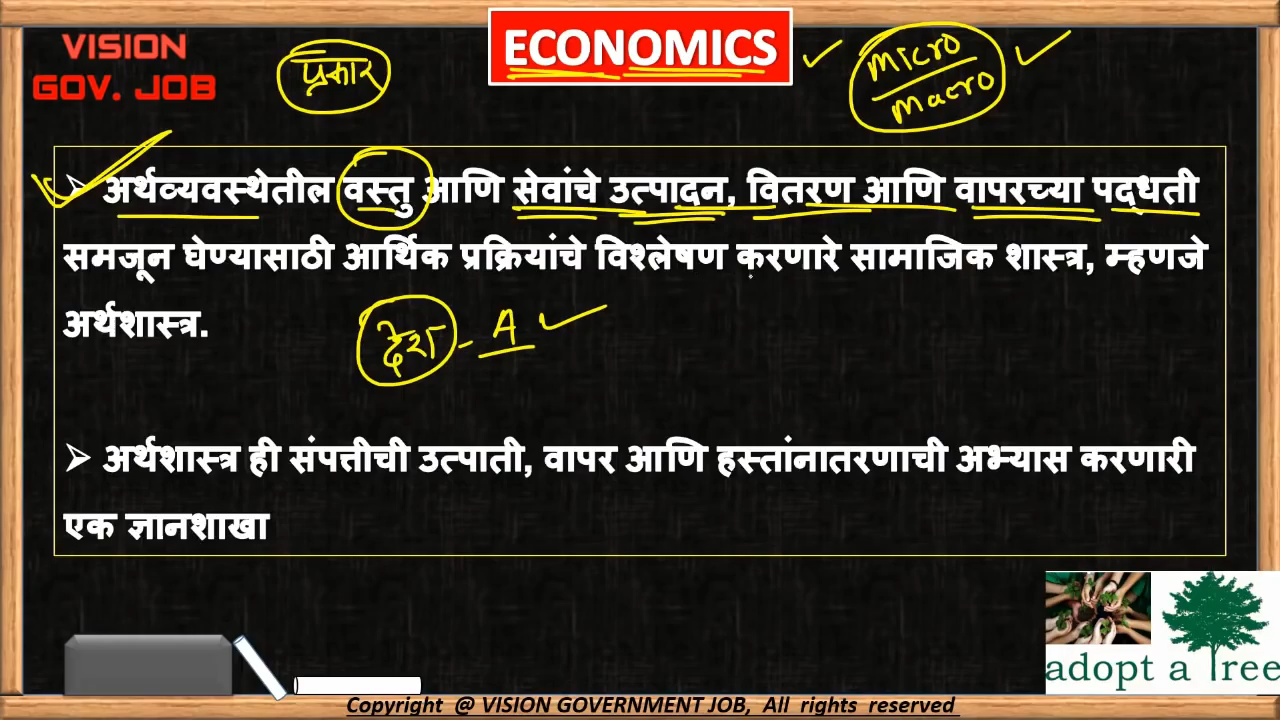 VISION
GOV. JOB
प्रकार
ECONOMICS
micro
macro
अर्थव्यवस्थेतील वस्तु आणि सेवांचे उत्पादन, वितरण आणि वापरच्या पद्धती
समजून घेण्यासाठी आर्थिक प्रक्रियांचे विश्लेषण करणारे सामाजिक शास्त्र, म्हणजे
अर्थशास्त्र.
देश - A
अर्थशास्त्र ही संपत्तीची उत्पाती, वापर आणि हस्तांनातरणाची अभ्यास करणारी
एक ज्ञानशाखा
adopt a Tree
Copyright @ VISION GOVERNMENT JOB, All rights reserved